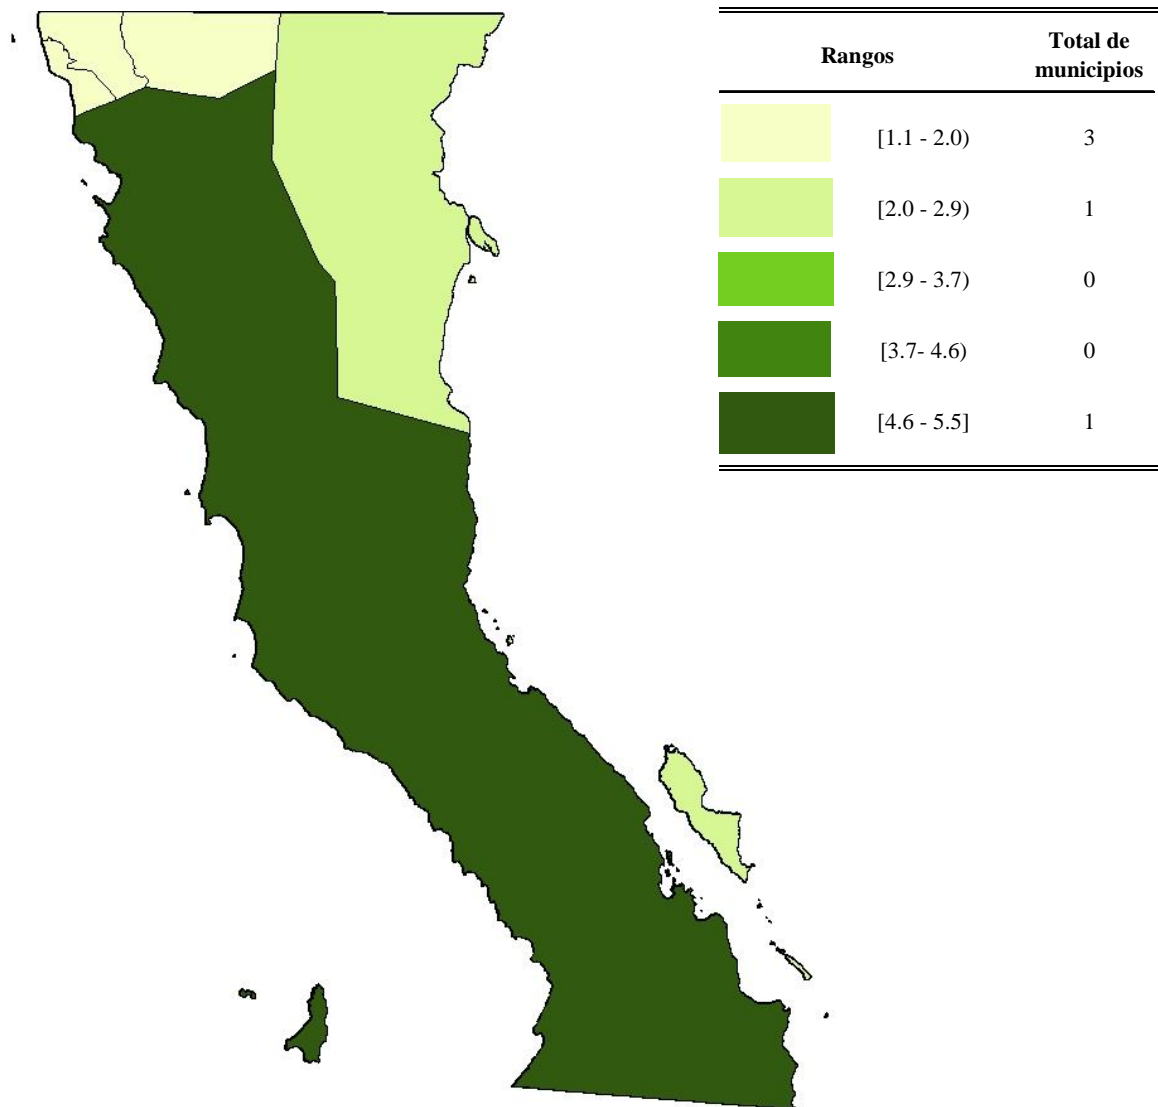 Rangos Total de
municipios
[1.1 - 2.0) 3
[2.0 - 2.9) 1
[2.9 - 3.7) 0
[3.7- 4.6) 0
[4.6 - 5.5] 1